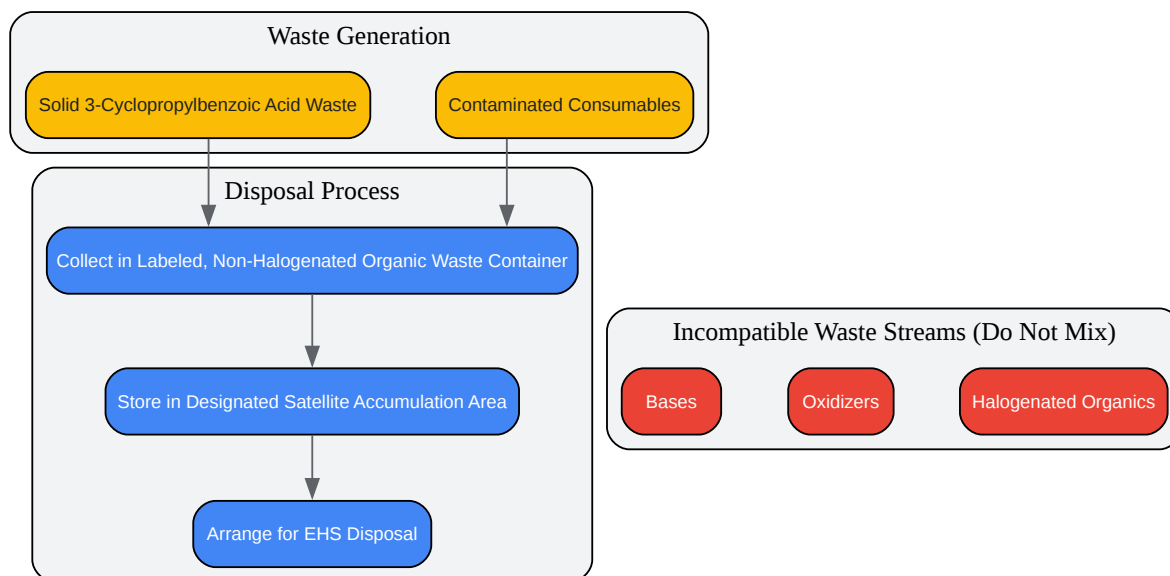 Waste Generation
Solid 3-Cyclopropylbenzoic Acid Waste
Contaminated Consumables
Disposal Process
Collect in Labeled, Non-Halogenated Organic Waste Container
Store in Designated Satellite Accumulation Area
Arrange for EHS Disposal
Incompatible Waste Streams (Do Not Mix)
Bases
Oxidizers
Halogenated Organics